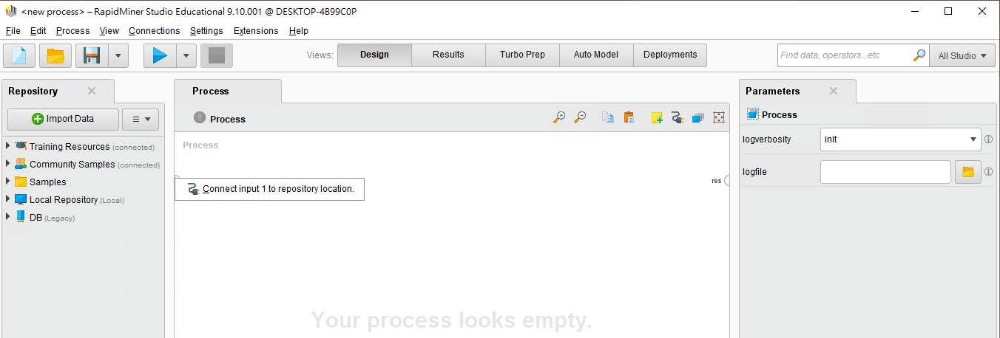 <new process> – RapidMiner Studio Educational 9.10.001 @ DESKTOP-4B99C0P
File Edit Process View Connections Settings Extensions Help
Views: Design Results Turbo Prep Auto Model Deployments Find data, operators...etc All Studio
Repository
Import Data
Training Resources (connected)
Community Samples (connected)
Samples
Local Repository (Local)
DB (Legacy)
Process
Process
Process
Connect input 1 to repository location.
res
Your process looks empty.
Parameters
Process
logverbosity init
logfile